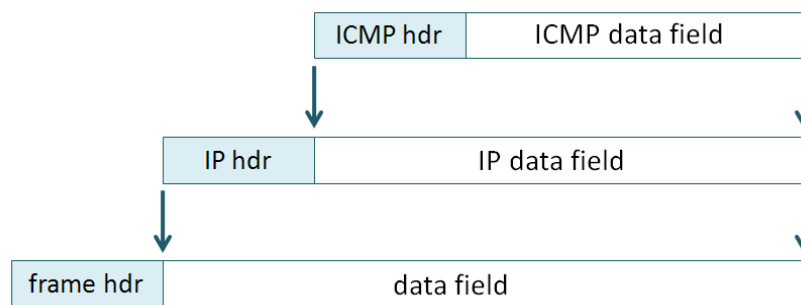 ICMP hdr ICMP data field
IP hdr IP data field
frame hdr data field